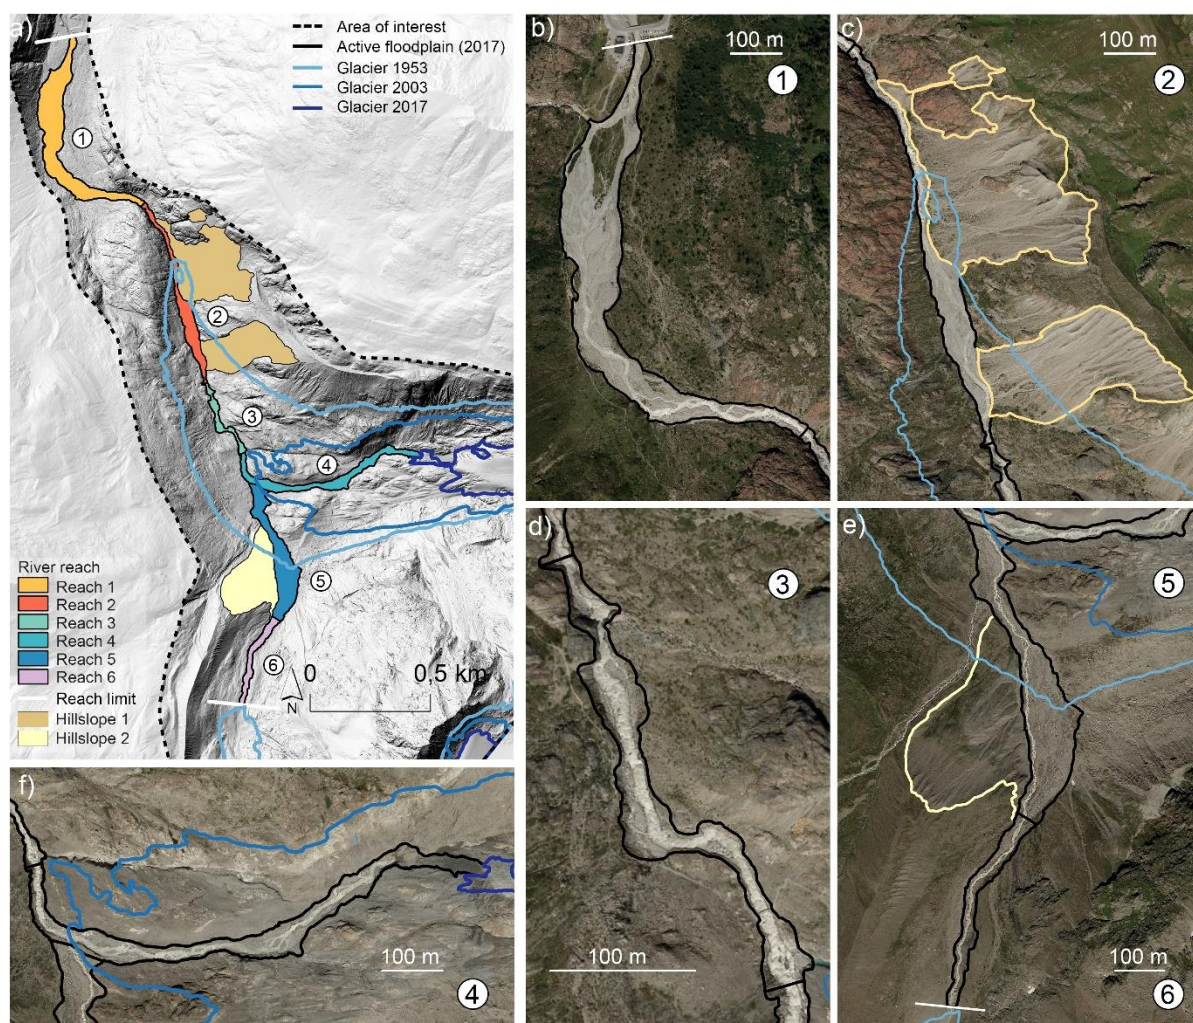 a)
Area of interest
Active floodplain (2017)
Glacier 1953
Glacier 2003
Glacier 2017
1
2
3
4
5
6
0 0,5 km
N
River reach
Reach 1
Reach 2
Reach 3
Reach 4
Reach 5
Reach 6
Reach limit
Hillslope 1
Hillslope 2
b)
100 m
1
c)
100 m
2
d)
3
100 m
e)
5
100 m
6
f)
100 m
4